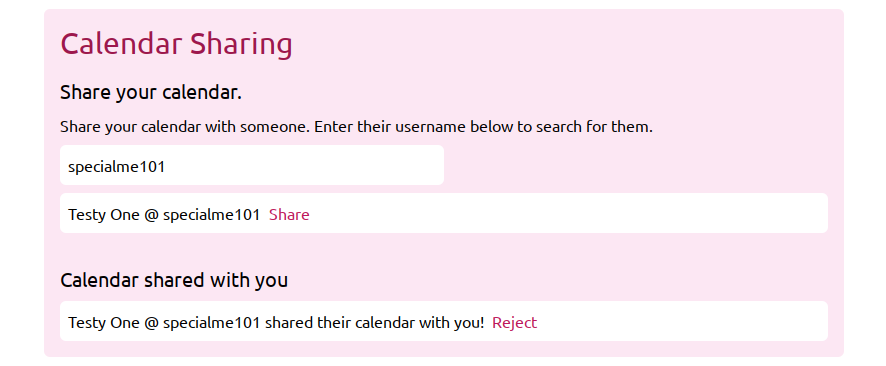 Calendar Sharing
Share your calendar.
Share your calendar with someone. Enter their username below to search for them.
specialme101
Testy One @ specialme101 Share
Calendar shared with you
Testy One @ specialme101 shared their calendar with you! Reject